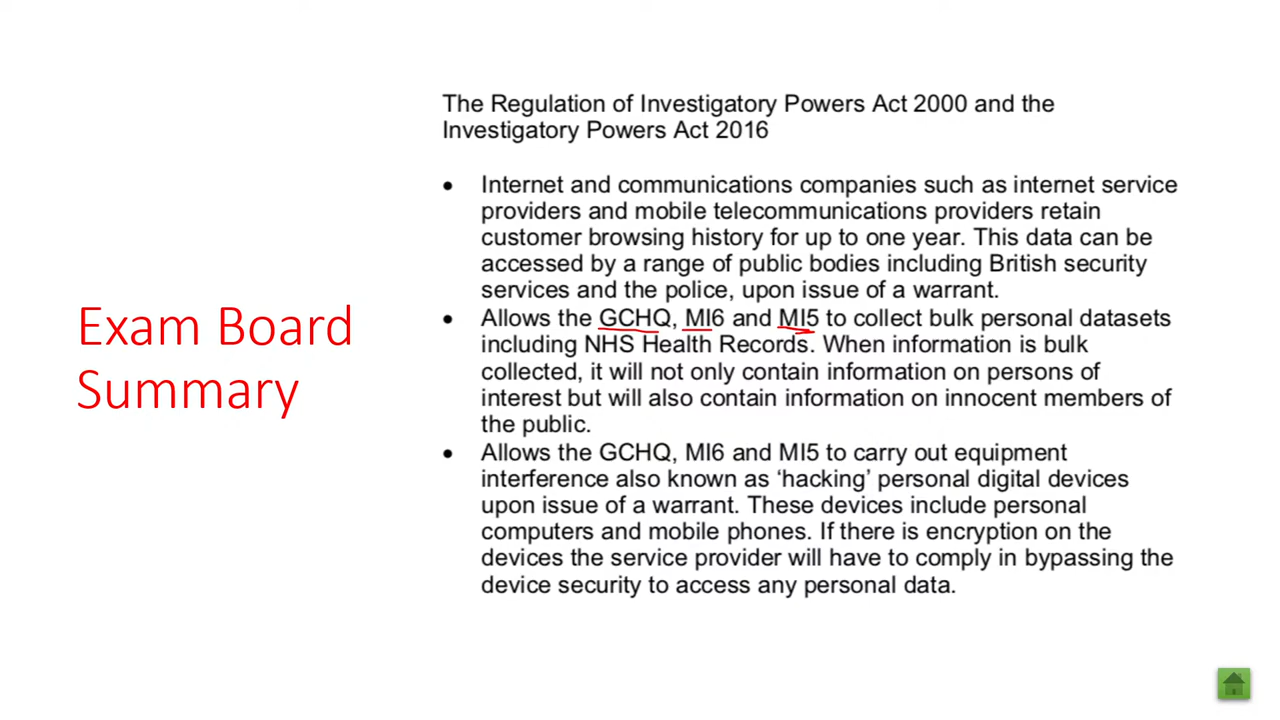 The Regulation of Investigatory Powers Act 2000 and the
Investigatory Powers Act 2016
• Internet and communications companies such as internet service
providers and mobile telecommunications providers retain
customer browsing history for up to one year. This data can be
accessed by a range of public bodies including British security
services and the police, upon issue of a warrant.
• Allows the GCHQ, MI6 and MI5 to collect bulk personal datasets
including NHS Health Records. When information is bulk
collected, it will not only contain information on persons of
interest but will also contain information on innocent members of
the public.
• Allows the GCHQ, MI6 and MI5 to carry out equipment
interference also known as ‘hacking’ personal digital devices
upon issue of a warrant. These devices include personal
computers and mobile phones. If there is encryption on the
devices the service provider will have to comply in bypassing the
device security to access any personal data.
Exam Board
Summary